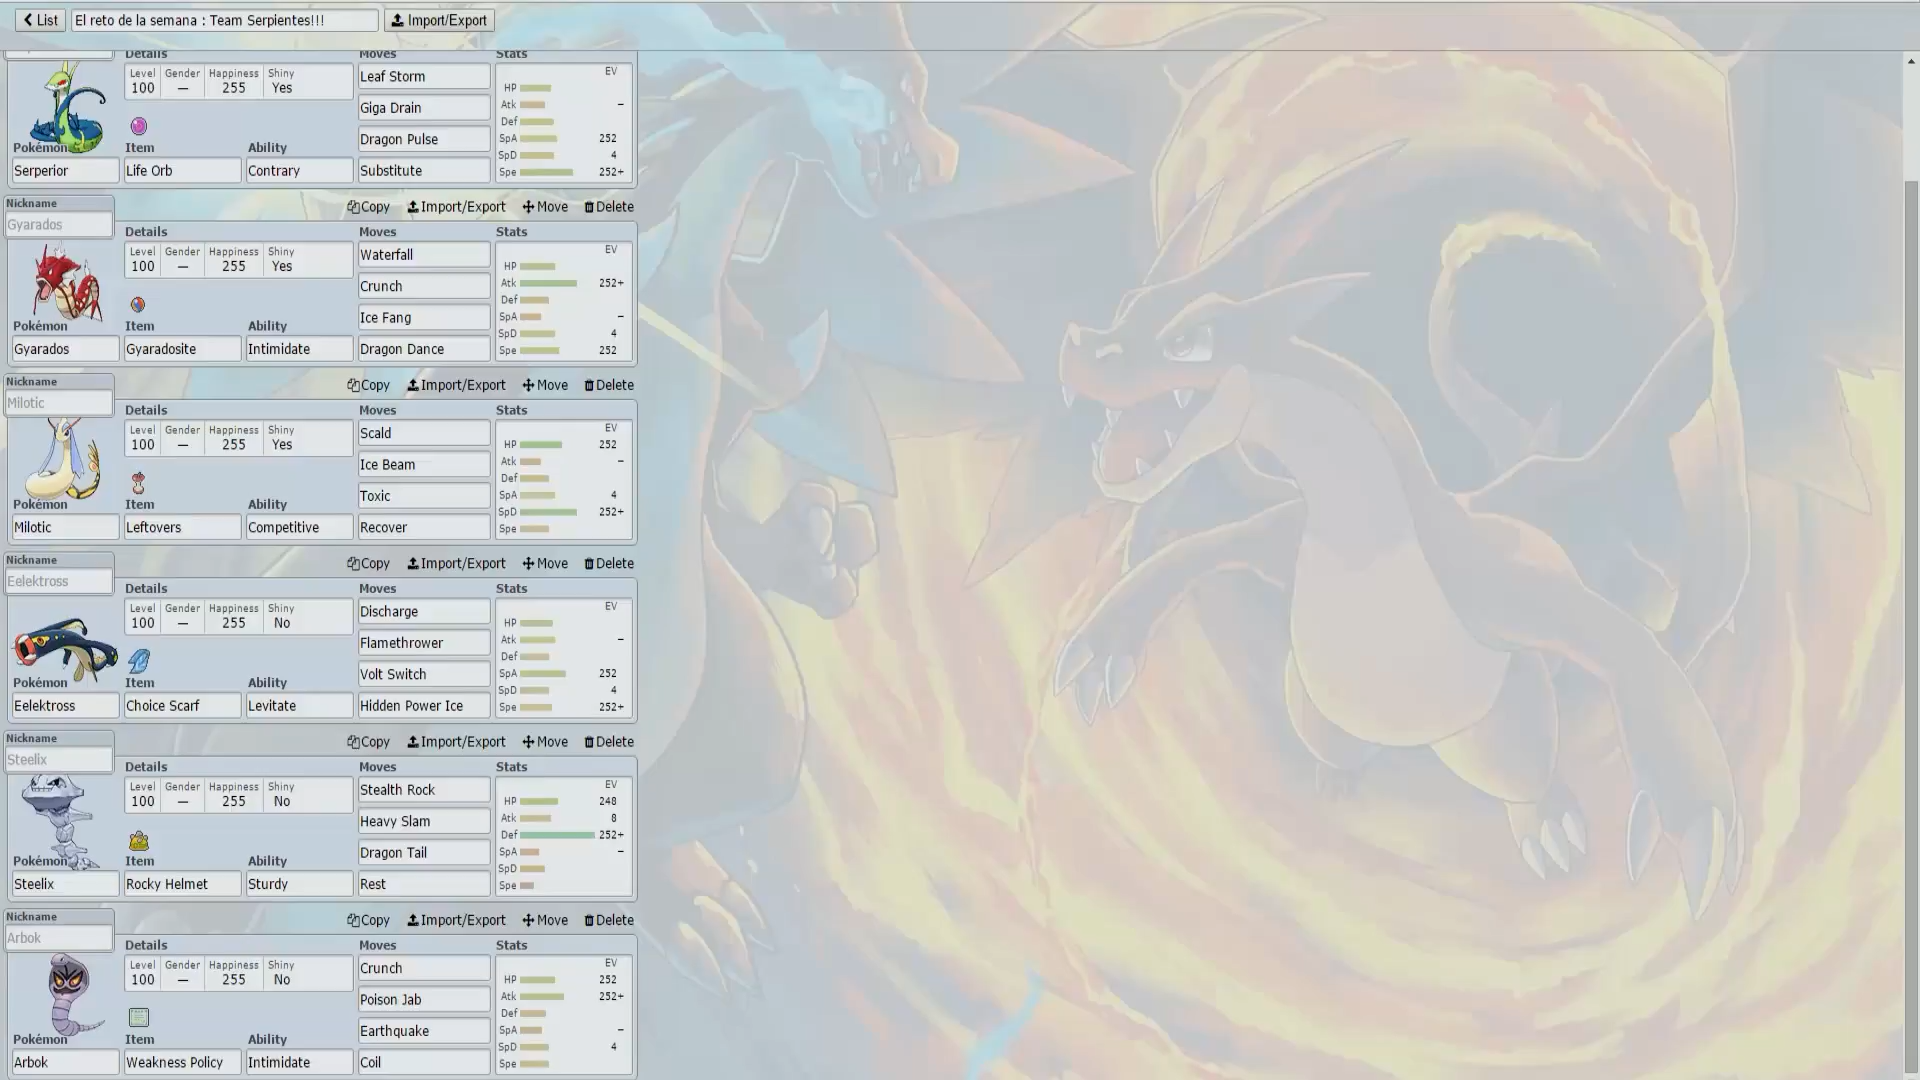 List
El reto de la semana : Team Serpientes!!!
Import/Export
Details Moves Stats
Level Gender Happiness Shiny
100 — 255 Yes
Pokémon Item Ability
Serperior Life Orb Contrary
Leaf Storm
Giga Drain
Dragon Pulse
Substitute
EV
HP
Atk –
Def
SpA 252
SpD 4
Spe 252+
Nickname
Gyarados
Copy Import/Export Move Delete
Details Moves Stats
Level Gender Happiness Shiny
100 — 255 Yes
Pokémon Item Ability
Gyarados Gyaradosite Intimidate
Waterfall
Crunch
Ice Fang
Dragon Dance
EV
HP
Atk 252+
Def
SpA –
SpD 4
Spe 252
Nickname
Milotic
Copy Import/Export Move Delete
Details Moves Stats
Level Gender Happiness Shiny
100 — 255 Yes
Pokémon Item Ability
Milotic Leftovers Competitive
Scald
Ice Beam
Toxic
Recover
EV
HP 252
Atk –
Def
SpA 4
SpD 252+
Spe
Nickname
Eelektross
Copy Import/Export Move Delete
Details Moves Stats
Level Gender Happiness Shiny
100 — 255 No
Pokémon Item Ability
Eelektross Choice Scarf Levitate
Discharge
Flamethrower
Volt Switch
Hidden Power Ice
EV
HP
Atk –
Def
SpA 252
SpD 4
Spe 252+
Nickname
Steelix
Copy Import/Export Move Delete
Details Moves Stats
Level Gender Happiness Shiny
100 — 255 No
Pokémon Item Ability
Steelix Rocky Helmet Sturdy
Stealth Rock
Heavy Slam
Dragon Tail
Rest
EV
HP 248
Atk 8
Def 252+
SpA –
SpD
Spe
Nickname
Arbok
Copy Import/Export Move Delete
Details Moves Stats
Level Gender Happiness Shiny
100 — 255 No
Pokémon Item Ability
Arbok Weakness Policy Intimidate
Crunch
Poison Jab
Earthquake
Coil
EV
HP 252
Atk 252+
Def
SpA –
SpD 4
Spe